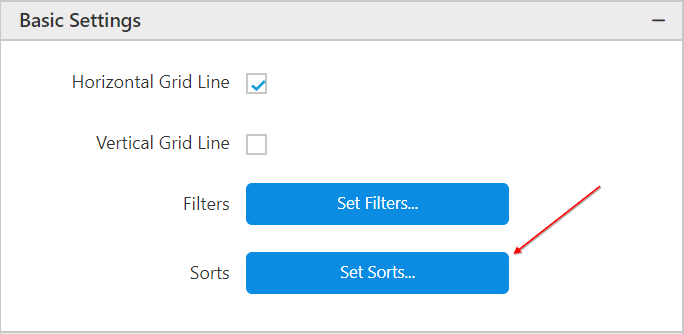 Basic Settings
Horizontal Grid Line
Vertical Grid Line
Filters Set Filters...
Sorts Set Sorts...